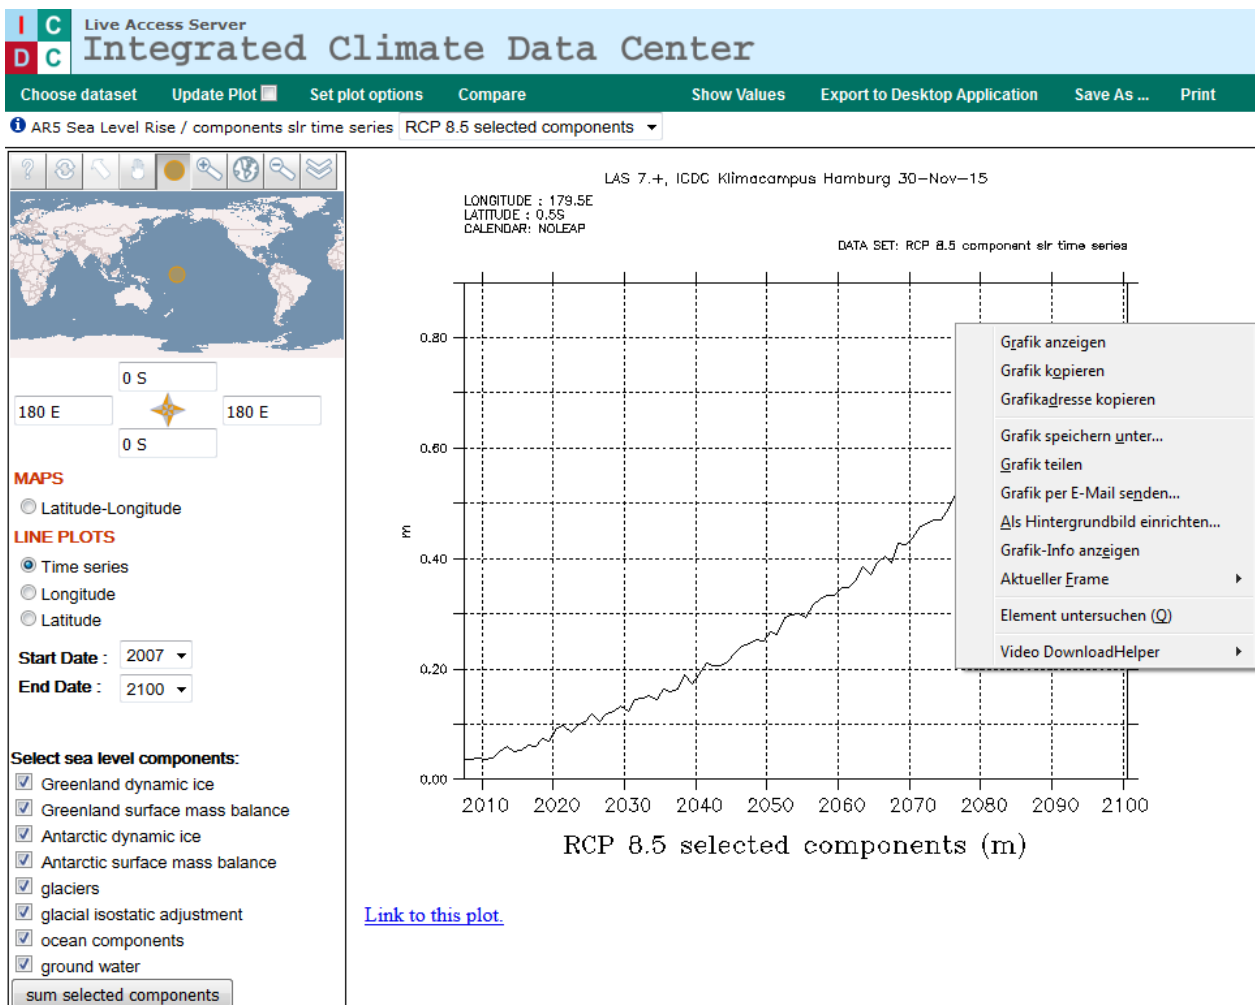 I C
D C
Live Access Server
Integrated Climate Data Center
Choose dataset Update Plot Set plot options Compare Show Values Export to Desktop Application Save As ... Print
AR5 Sea Level Rise / components slr time series RCP 8.5 selected components
LAS 7.+, ICDC Klimacampus Hamburg 30-Nov-15
LONGITUDE : 179.5E
LATITUDE : 0.5S
CALENDAR: NOLEAP
DATA SET: RCP 8.5 component slr time series
0 S
180 E 180 E
0 S
MAPS
Latitude-Longitude
LINE PLOTS
Time series
Longitude
Latitude
Start Date : 2007
End Date : 2100
Select sea level components:
Greenland dynamic ice
Greenland surface mass balance
Antarctic dynamic ice
Antarctic surface mass balance
glaciers
glacial isostatic adjustment
ocean components
ground water
sum selected components
0.80
0.60
0.40
0.20
0.00
m
2010 2020 2030 2040 2050 2060 2070 2080 2090 2100
RCP 8.5 selected components (m)
Grafik anzeigen
Grafik kopieren
Grafikadresse kopieren
Grafik speichern unter...
Grafik teilen
Grafik per E-Mail senden...
Als Hintergrundbild einrichten...
Grafik-Info anzeigen
Aktueller Frame
Element untersuchen (Q)
Video DownloadHelper
Link to this plot.